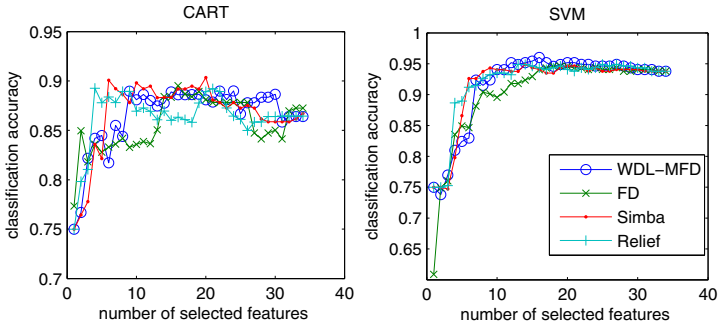 CART
0.95
0.9
0.85
0.8
0.75
0.7
classification accuracy
0
10
20
30
40
number of selected features
SVM
1
0.95
0.9
0.85
0.8
0.75
0.7
0.65
classification accuracy
WDL-MFD
FD
Simba
Relief
0
10
20
30
40
number of selected features